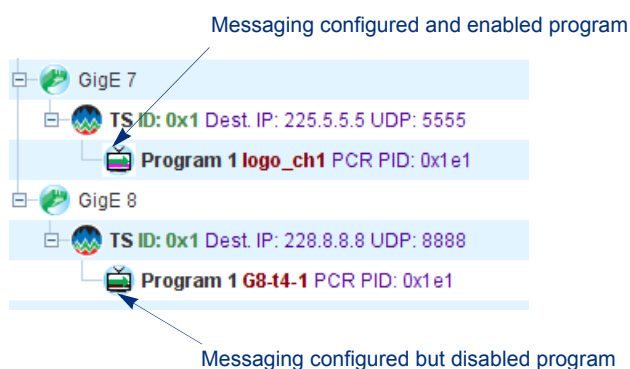 Messaging configured and enabled program
GigE 7
TS ID: 0x1 Dest. IP: 225.5.5.5 UDP: 5555
Program 1 logo_ch1 PCR PID: 0x1e1
GigE 8
TS ID: 0x1 Dest. IP: 228.8.8.8 UDP: 8888
Program 1 G8-t4-1 PCR PID: 0x1e1
Messaging configured but disabled program